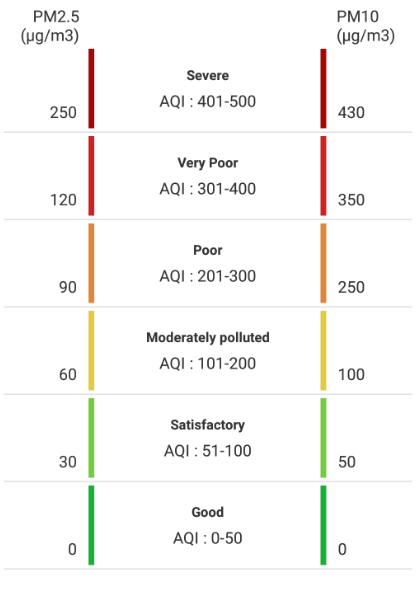 PM2.5
(μg/m3)
PM10
(μg/m3)
Severe
AQI : 401-500
250
430
Very Poor
AQI : 301-400
120
350
Poor
AQI : 201-300
90
250
Moderately polluted
AQI : 101-200
60
100
Satisfactory
AQI : 51-100
30
50
Good
AQI : 0-50
0
0